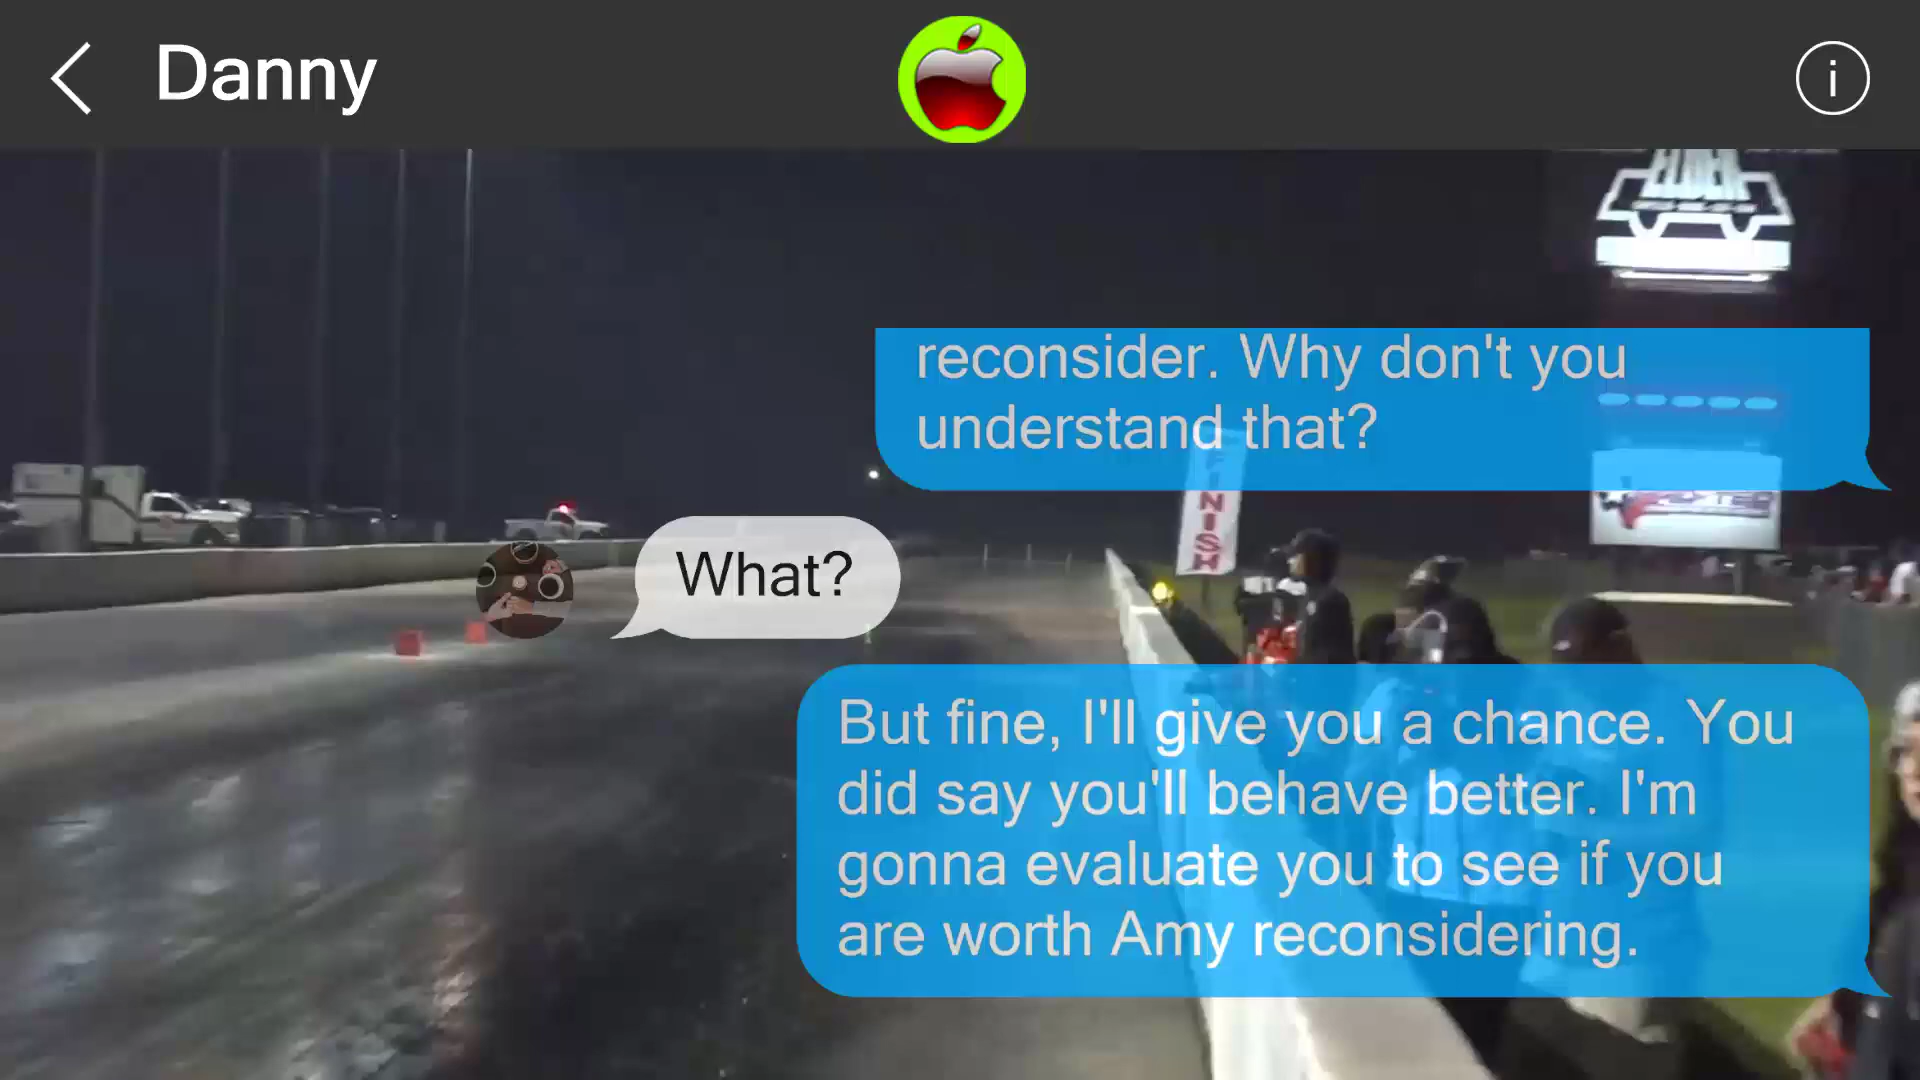 Danny
i
reconsider. Why don't you
understand that?
FINISH
What?
But fine, I'll give you a chance. You
did say you'll behave better. I'm
gonna evaluate you to see if you
are worth Amy reconsidering.